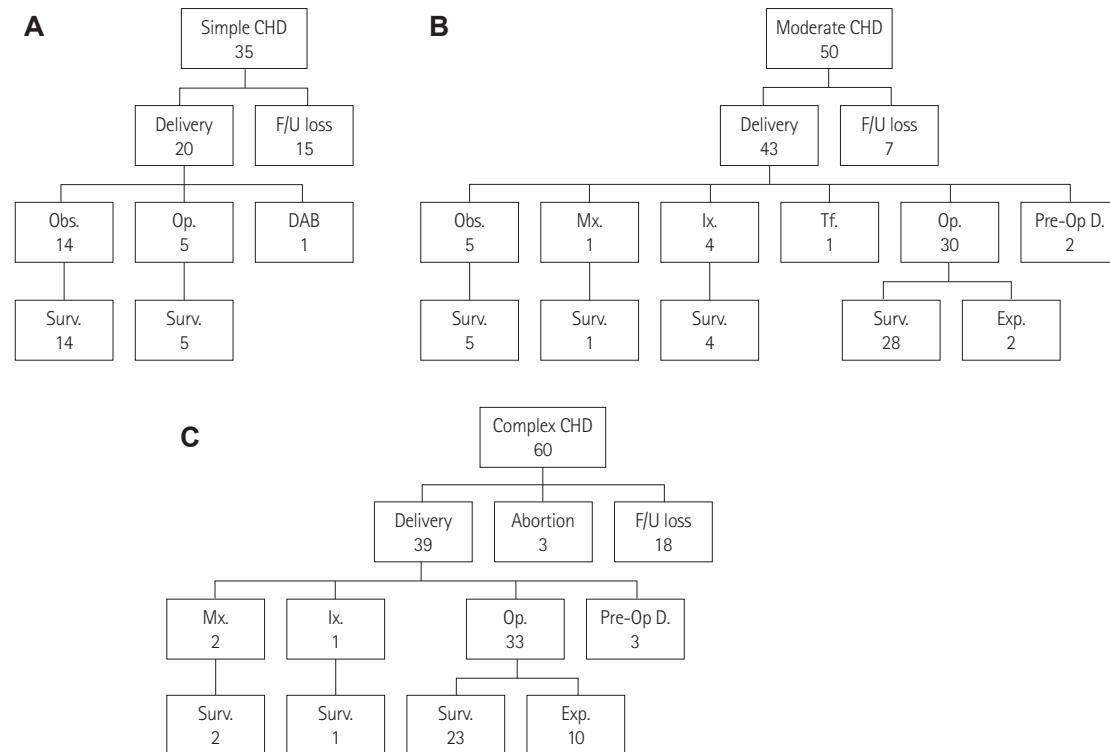 A
Simple CHD
35
Delivery
20
F/U loss
15
Obs.
14
Op.
5
DAB
1
Surv.
14
Surv.
5
B
Moderate CHD
50
Delivery
43
F/U loss
7
Obs.
5
Mx.
1
Ix.
4
Tf.
1
Op.
30
Pre-Op D.
2
Surv.
5
Surv.
1
Surv.
4
Surv.
28
Exp.
2
C
Complex CHD
60
Delivery
39
Abortion
3
F/U loss
18
Mx.
2
Ix.
1
Op.
33
Pre-Op D.
3
Surv.
2
Surv.
1
Surv.
23
Exp.
10